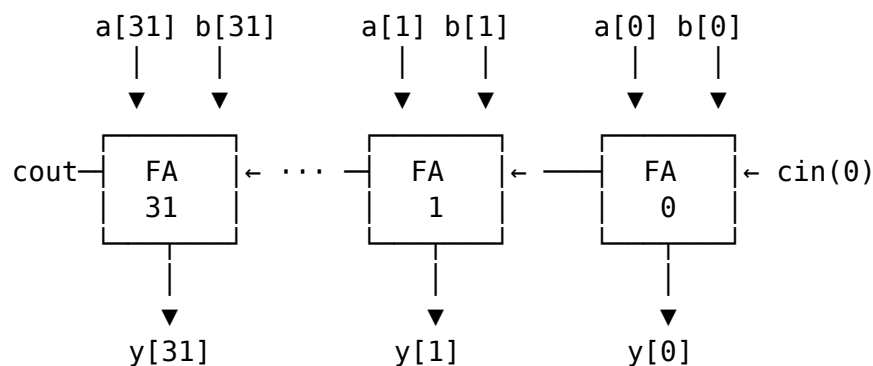 a[31] b[31] a[1] b[1] a[0] b[0]
cout FA ← ··· FA ← FA ← cin(0)
31 1 0
y[31] y[1] y[0]